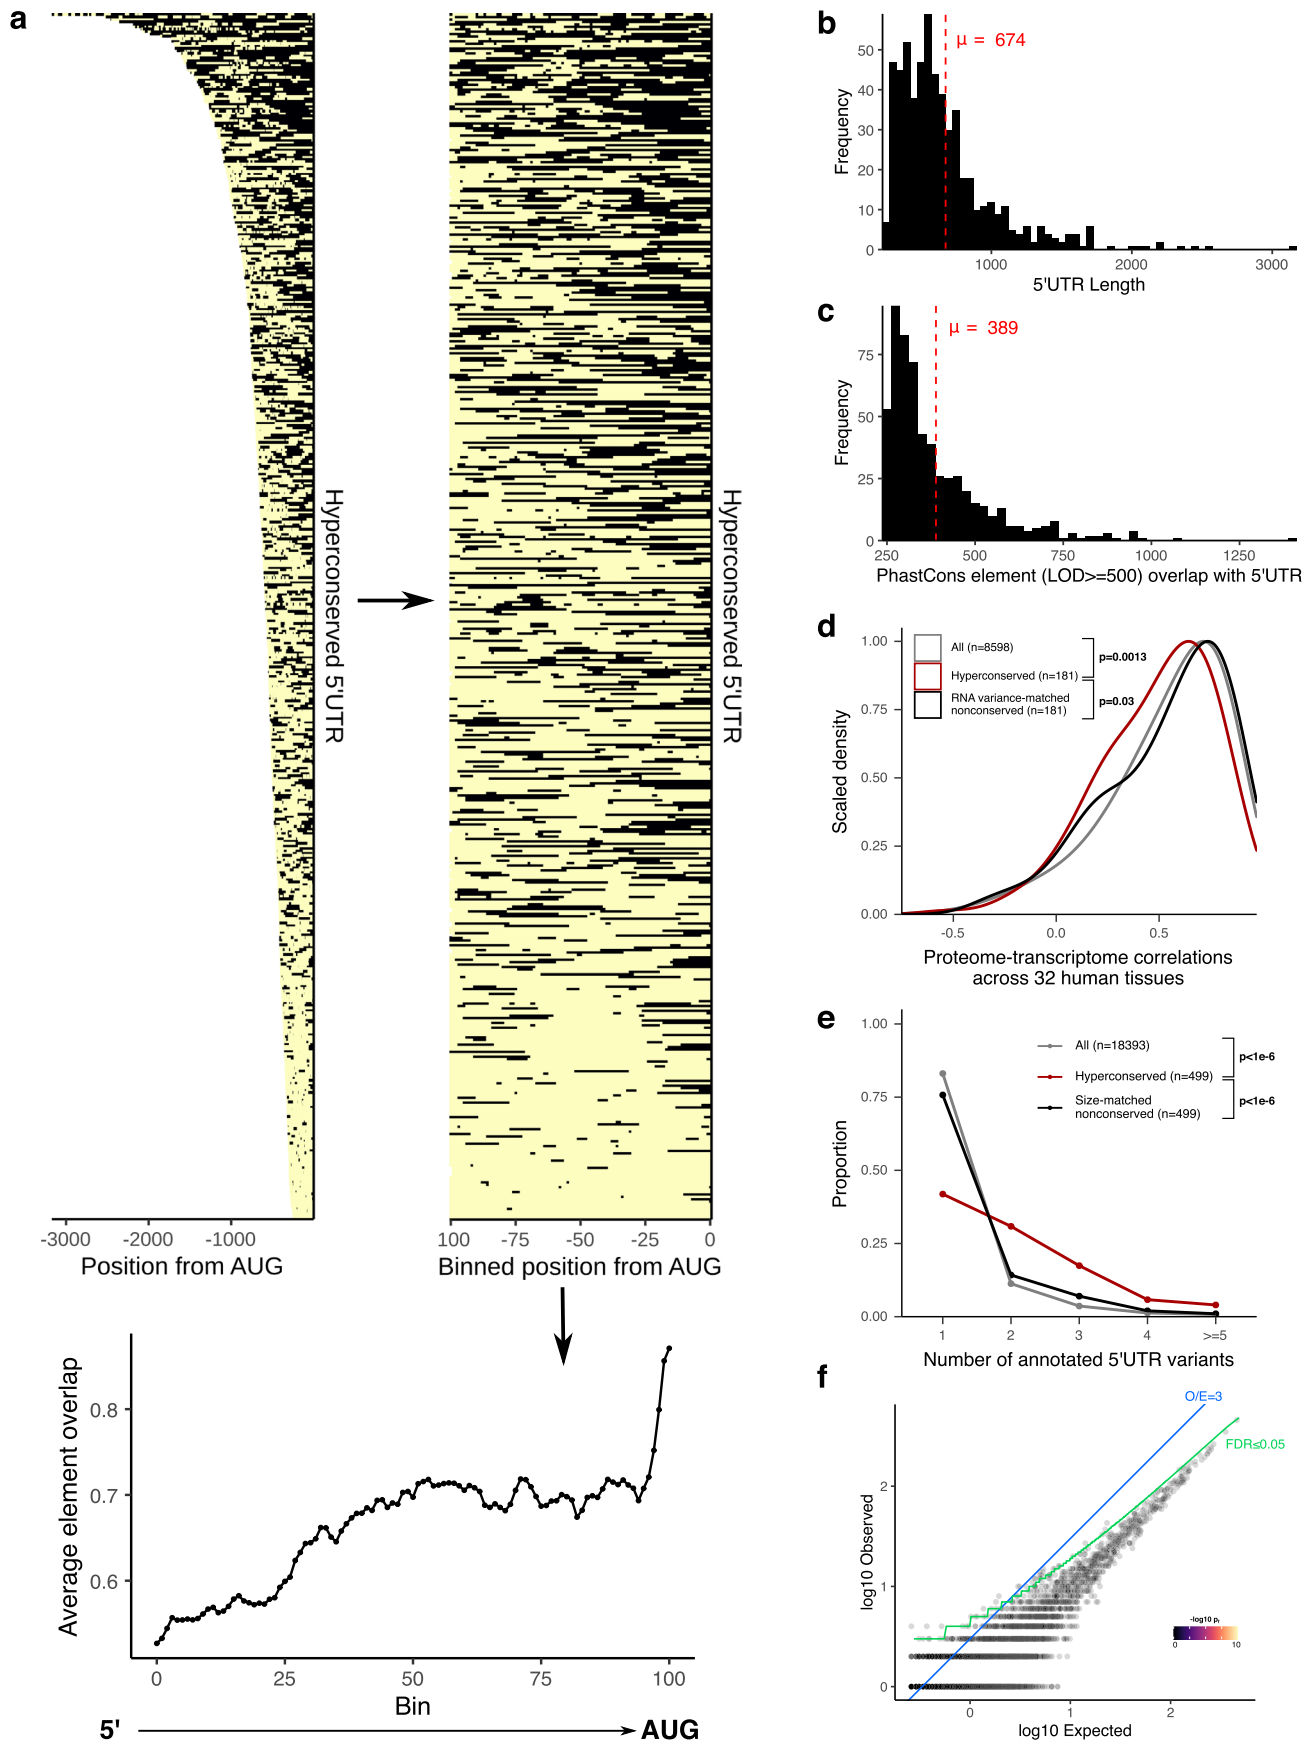 a
Hyperconserved 5'UTR
-3000 -2000 -1000
Position from AUG
Hyperconserved 5'UTR
100 -75 -50 -25 0
Binned position from AUG
Average element overlap
0.8
0.7
0.6
0 25 50 75 100
Bin
5' AUG
b
μ = 674
Frequency
50
40
30
20
10
0
1000 2000 3000
5'UTR Length
c
μ = 389
Frequency
75
50
25
0
250 500 750 1000 1250
PhastCons element (LOD>=500) overlap with 5'UTR
d
All (n=8598)
Hyperconserved (n=181)
RNA variance-matched
nonconserved (n=181)
p=0.0013
p=0.03
Scaled density
1.00
0.75
0.50
0.25
0.00
-0.5 0.0 0.5
Proteome-transcriptome correlations
across 32 human tissues
e
All (n=18393)
Hyperconserved (n=499)
Size-matched
nonconserved (n=499)
p<1e-6
p<1e-6
Proportion
1.00
0.75
0.50
0.25
0.00
1 2 3 4 >=5
Number of annotated 5'UTR variants
f
O/E=3
FDR≤0.05
log10 Observed
2
1
0
-log10 pf
0 10
0 1 2
log10 Expected